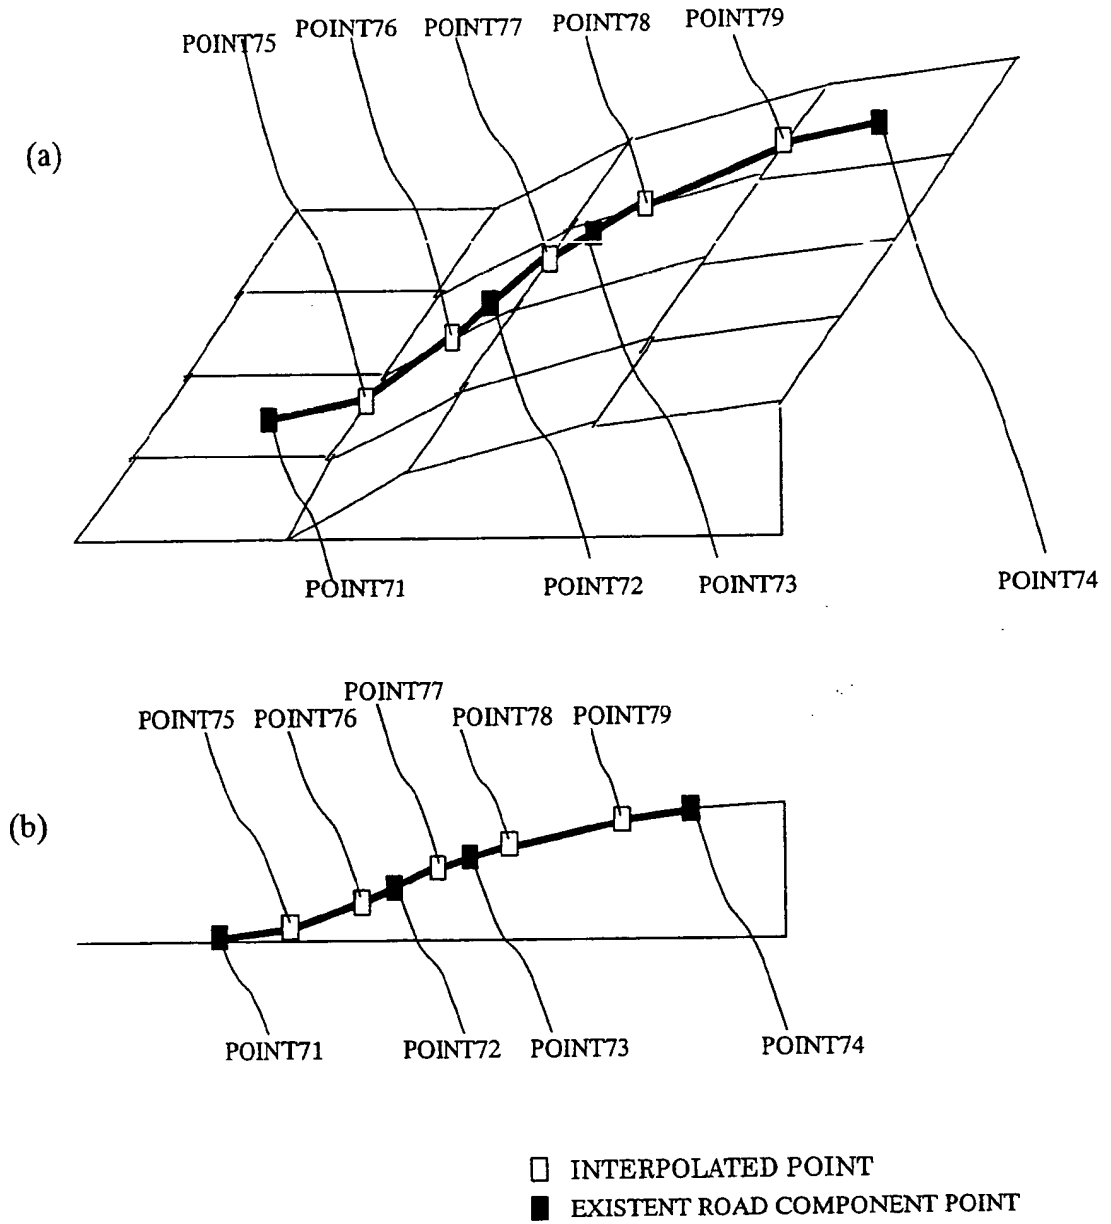 POINT75
POINT76
POINT77
POINT78
POINT79
(a)
POINT71
POINT72
POINT73
POINT74
POINT77
POINT75
POINT76
POINT78
POINT79
(b)
POINT71
POINT72
POINT73
POINT74
INTERPOLATED POINT
EXISTENT ROAD COMPONENT POINT